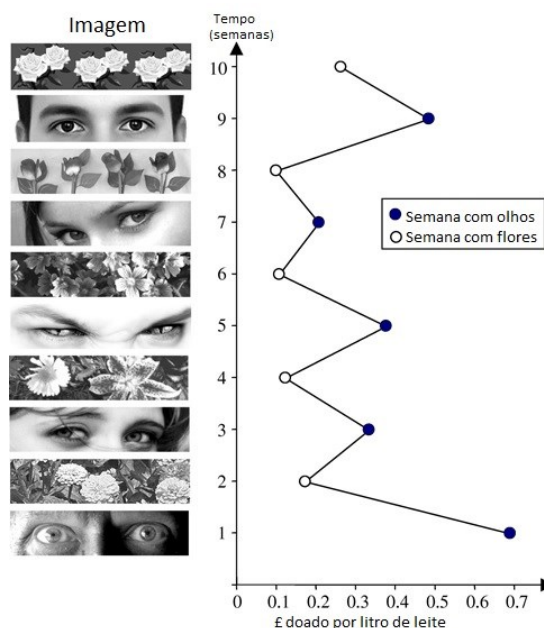 Imagem
Tempo
(semanas)
10
9
8
7
6
5
4
3
2
1
Semana com olhos
Semana com flores
0 0.1 0.2 0.3 0.4 0.5 0.6 0.7
£ doado por litro de leite